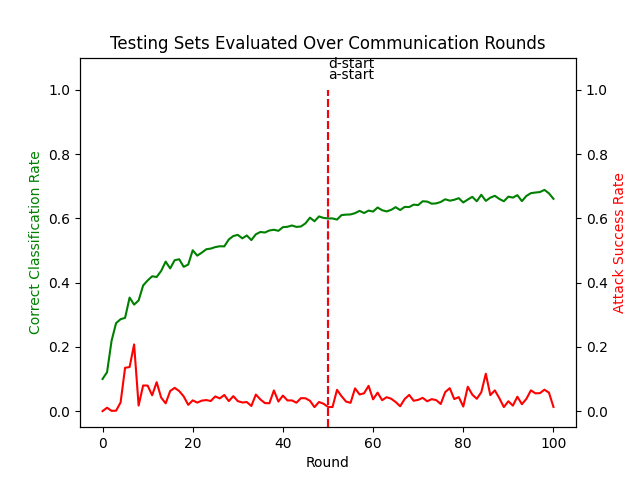 Testing Sets Evaluated Over Communication Rounds
d-start
a-start
1.0
0.8
0.6
0.4
0.2
0.0
Correct Classification Rate
1.0
0.8
0.6
0.4
0.2
0.0
Attack Success Rate
0 20 40 60 80 100
Round